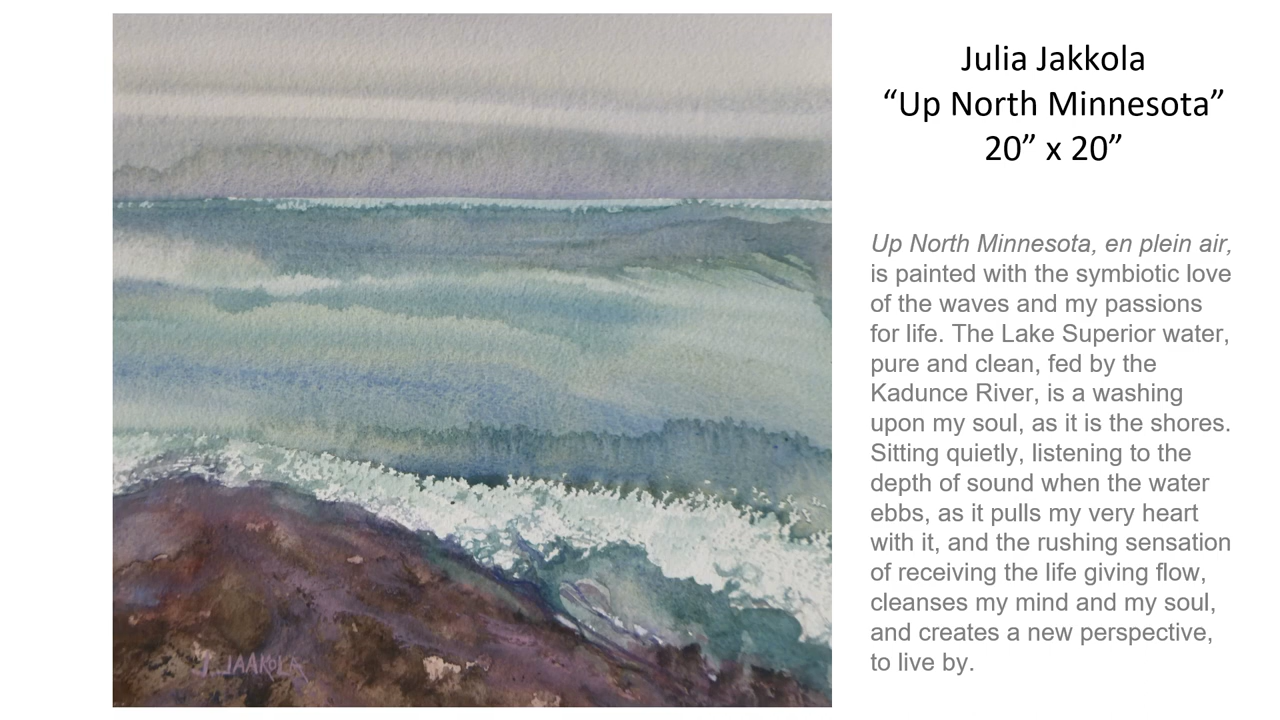 Julia Jakkola
“Up North Minnesota”
20” x 20”
Up North Minnesota, en plein air,
is painted with the symbiotic love
of the waves and my passions
for life. The Lake Superior water,
pure and clean, fed by the
Kadunce River, is a washing
upon my soul, as it is the shores.
Sitting quietly, listening to the
depth of sound when the water
ebbs, as it pulls my very heart
with it, and the rushing sensation
of receiving the life giving flow,
cleanses my mind and my soul,
and creates a new perspective,
to live by.
J. JAAKOLA